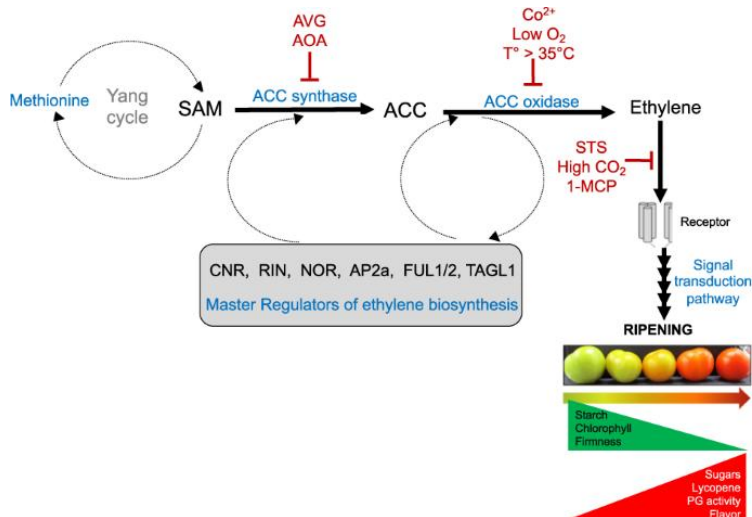 AVG
AOA
Co²⁺
Low O₂
T° > 35°C
Methionine
Yang
cycle
SAM
ACC synthase
ACC
ACC oxidase
Ethylene
STS
High CO₂
1-MCP
Receptor
CNR, RIN, NOR, AP2a, FUL1/2, TAGL1
Master Regulators of ethylene biosynthesis
Signal
transduction
pathway
RIPENING
Starch
Chlorophyll
Firmness
Sugars
Lycopene
PG activity
Flavor